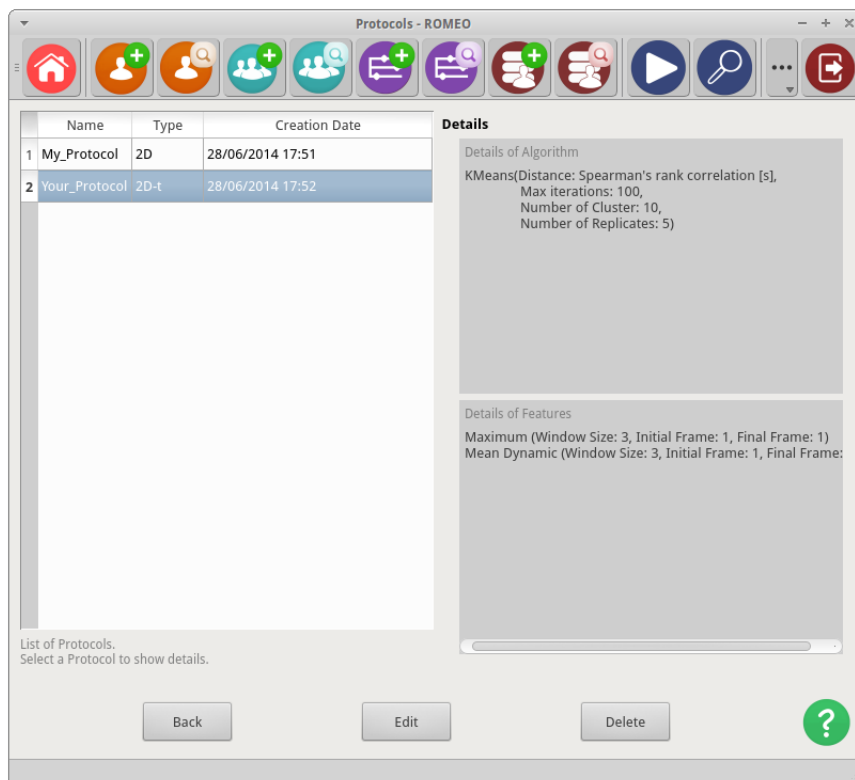 Protocols - ROMEO
Name Type Creation Date
1 My_Protocol 2D 28/06/2014 17:51
2 Your_Protocol 2D-t 28/06/2014 17:52
List of Protocols.
Select a Protocol to show details.
Details
Details of Algorithm
KMeans(Distance: Spearman's rank correlation [s],
Max iterations: 100,
Number of Cluster: 10,
Number of Replicates: 5)
Details of Features
Maximum (Window Size: 3, Initial Frame: 1, Final Frame: 1)
Mean Dynamic (Window Size: 3, Initial Frame: 1, Final Frame:
Back Edit Delete ?